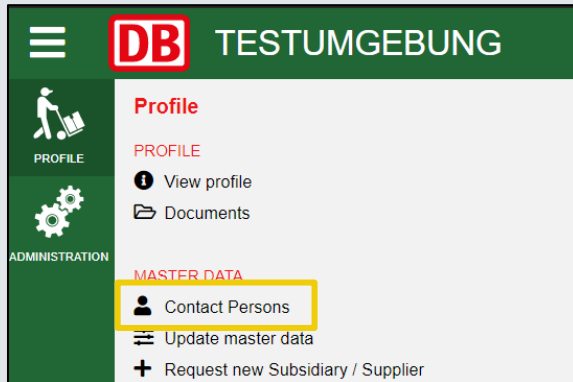 DB TESTUMGEBUNG
PROFILE
ADMINISTRATION
Profile
PROFILE
View profile
Documents
MASTER DATA
Contact Persons
Update master data
Request new Subsidiary / Supplier